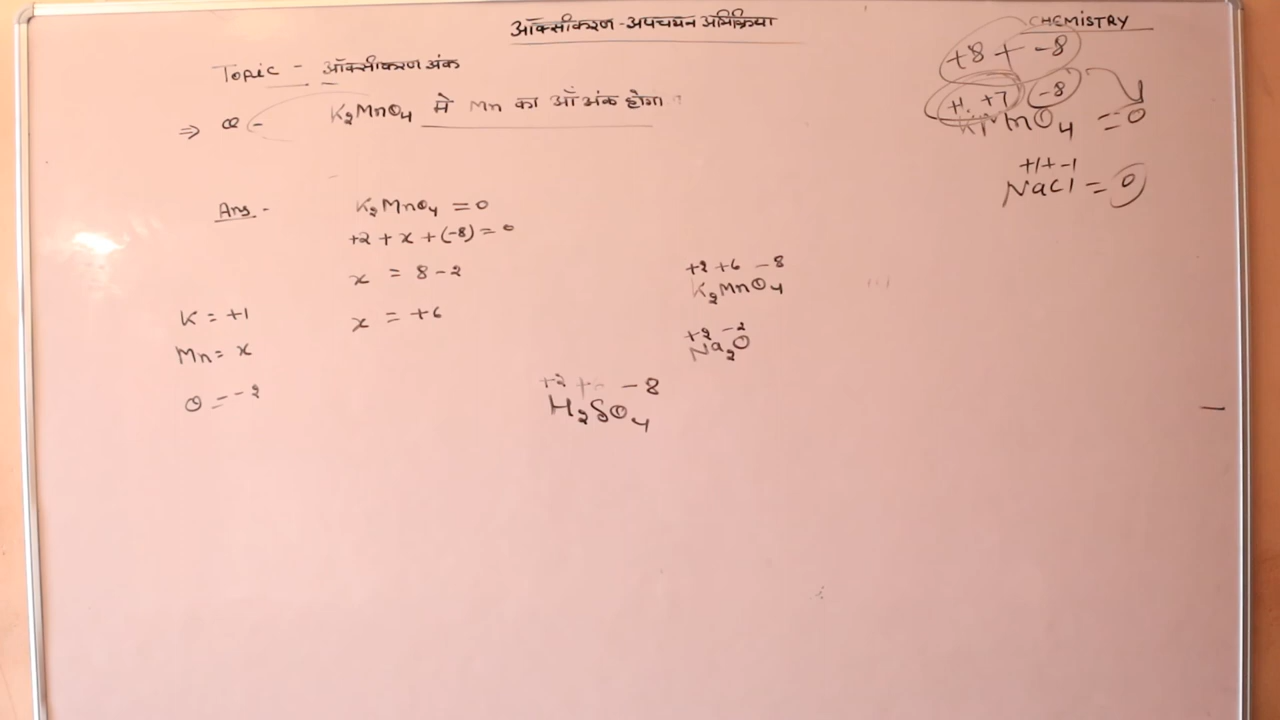 ऑक्सीकरण - अपचयन अभिक्रिया
CHEMISTRY
Topic - ऑक्सीकरण अंक
⇒ Q - K₂MnO₄ मे Mn का ऑ अंक होगा
+8 + -8
+1 +7 -8
MnO₄ = 0
+1 + -1
NaCl = 0
Ans - K₂MnO₄ = 0
+2 + x + (-8) = 0
x = 8 - 2
x = +6
K = +1
Mn = x
O = -2
+2 +6 -8
K₂MnO₄
+2 -2
Na₂O
+2 + -8
H₂SO₄